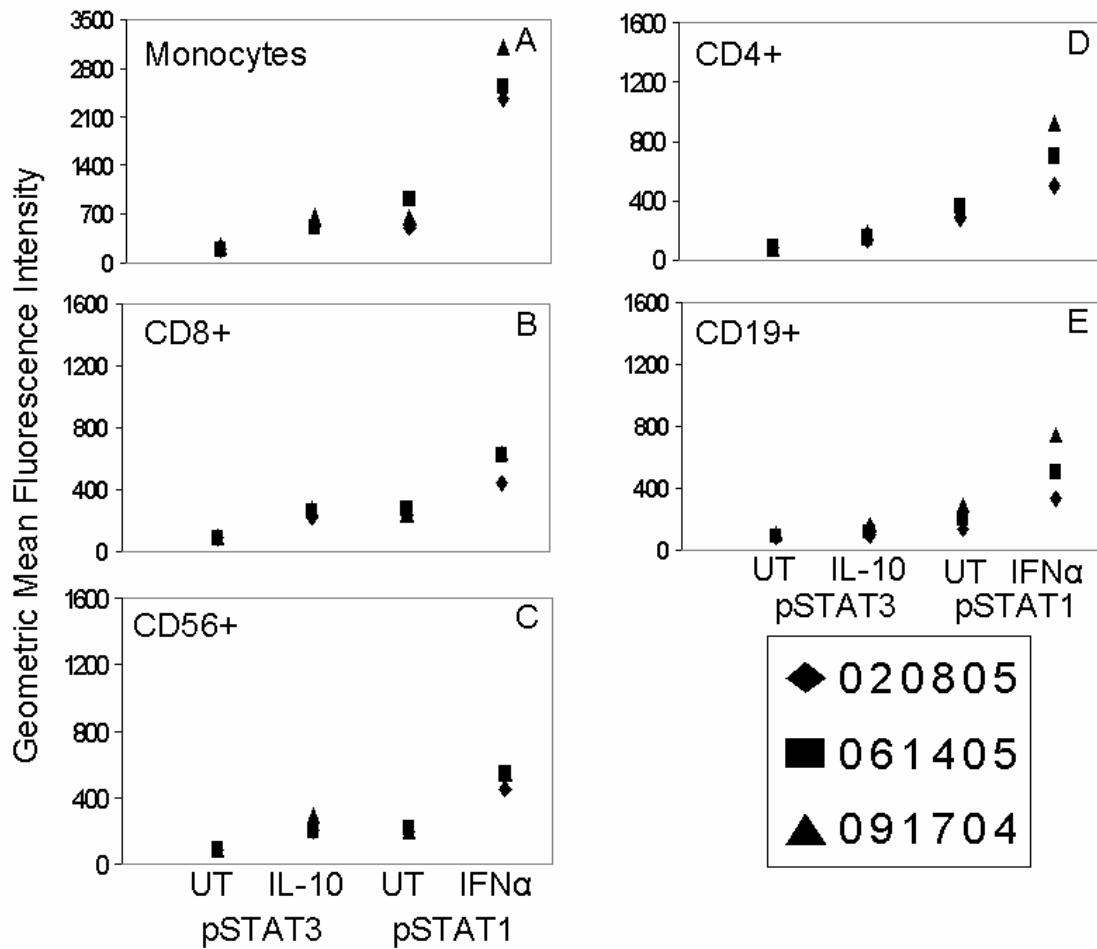 Geometric Mean Fluorescence Intensity
3500
2800
2100
1400
700
0
Monocytes
A
1600
1200
800
400
0
CD8+
B
1600
1200
800
400
0
CD56+
C
UT IL-10 UT IFNα
pSTAT3 pSTAT1
1600
1200
800
400
0
CD4+
D
1600
1200
800
400
0
CD19+
E
UT IL-10 UT IFNα
pSTAT3 pSTAT1
020805
061405
091704